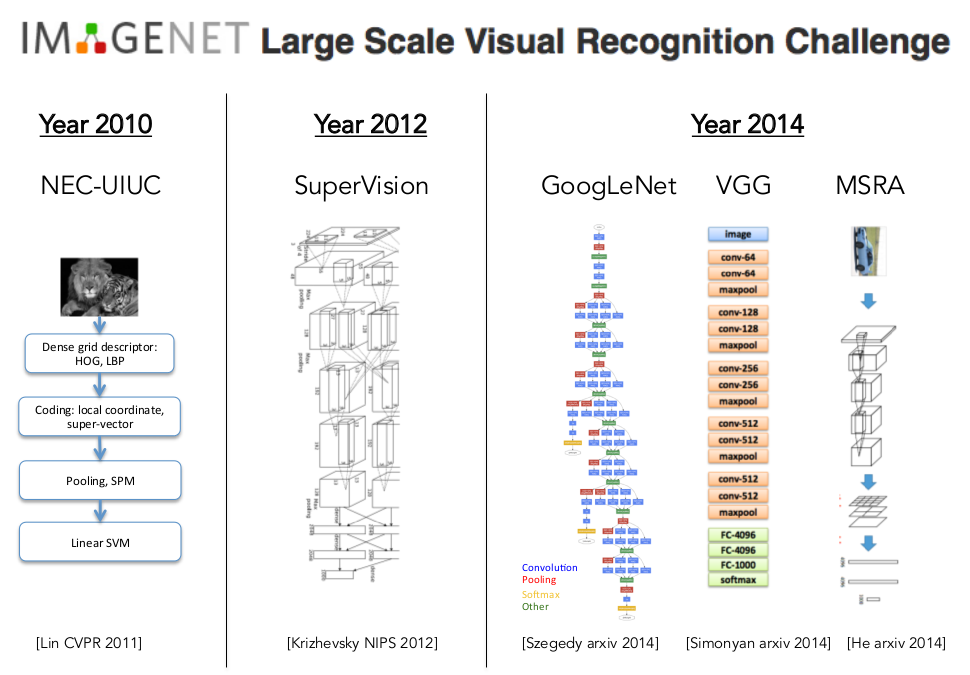 IMAGENET Large Scale Visual Recognition Challenge
Year 2010
NEC-UIUC
Dense grid descriptor:
HOG, LBP
Coding: local coordinate,
super-vector
Pooling, SPM
Linear SVM
[Lin CVPR 2011]
Year 2012
SuperVision
[Krizhevsky NIPS 2012]
Year 2014
GoogLeNet
Convolution
Pooling
Softmax
Other
[Szegedy arxiv 2014]
VGG
image
conv-64
conv-64
maxpool
conv-128
conv-128
maxpool
conv-256
conv-256
maxpool
conv-512
conv-512
maxpool
conv-512
conv-512
maxpool
FC-4096
FC-4096
FC-1000
softmax
[Simonyan arxiv 2014]
MSRA
[He arxiv 2014]